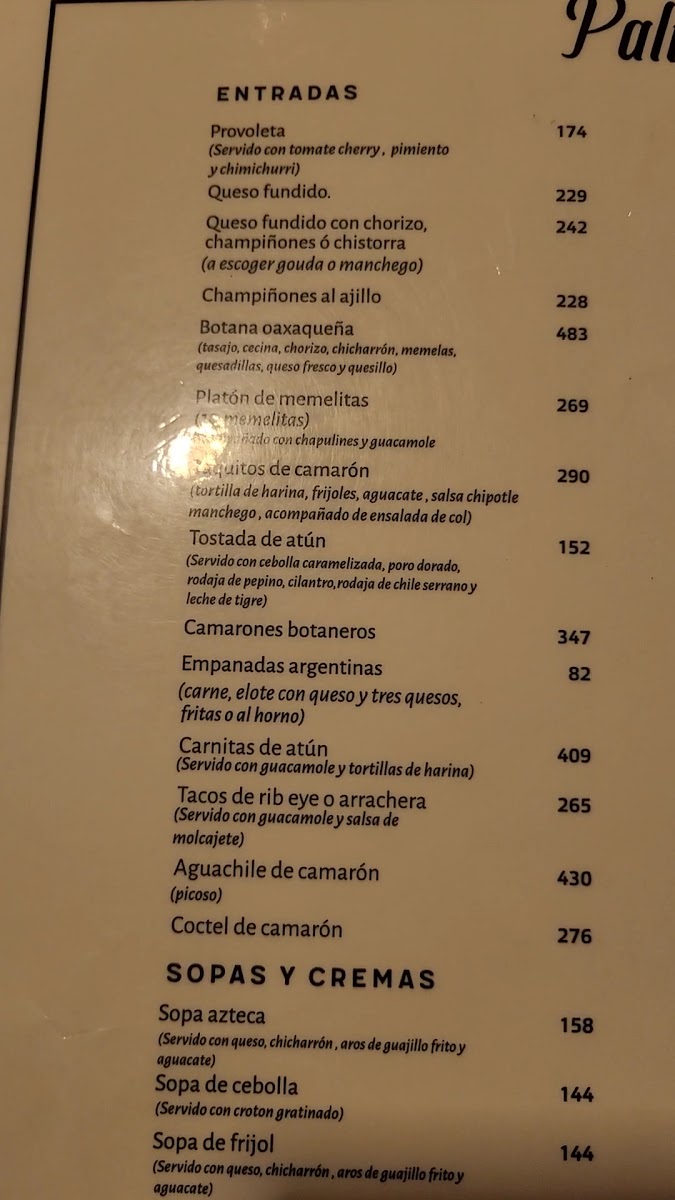 ENTRADAS
Provoleta 174
(Servido con tomate cherry, pimiento
y chimichurri)
Queso fundido. 229
Queso fundido con chorizo, 242
champiñones ó chistorra
(a escoger gouda o manchego)
Champiñones al ajillo 228
Botana oaxaqueña 483
(tasajo, cecina, chorizo, chicharrón, memelas,
quesadillas, queso fresco y quesillo)
Platón de memelitas 269
memelitas)
con chapulines y guacamole
Taquitos de camarón 290
(tortilla de harina, frijoles, aguacate, salsa chipotle
manchego, acompañado de ensalada de col)
Tostada de atún 152
(Servido con cebolla caramelizada, poro dorado,
rodaja de pepino, cilantro, rodaja de chile serrano y
leche de tigre)
Camarones botaneros 347
Empanadas argentinas 82
(carne, elote con queso y tres quesos,
fritas o al horno)
Carnitas de atún 409
(Servido con guacamole y tortillas de harina)
Tacos de rib eye o arrachera 265
(Servido con guacamole y salsa de
molcajete)
Aguachile de camarón 430
(picoso)
Coctel de camarón 276
SOPAS Y CREMAS
Sopa azteca 158
(Servido con queso, chicharrón, aros de guajillo frito y
aguacate)
Sopa de cebolla 144
(Servido con croton gratinado)
Sopa de frijol 144
(Servido con queso, chicharrón, aros de guajillo frito y
aguacate)